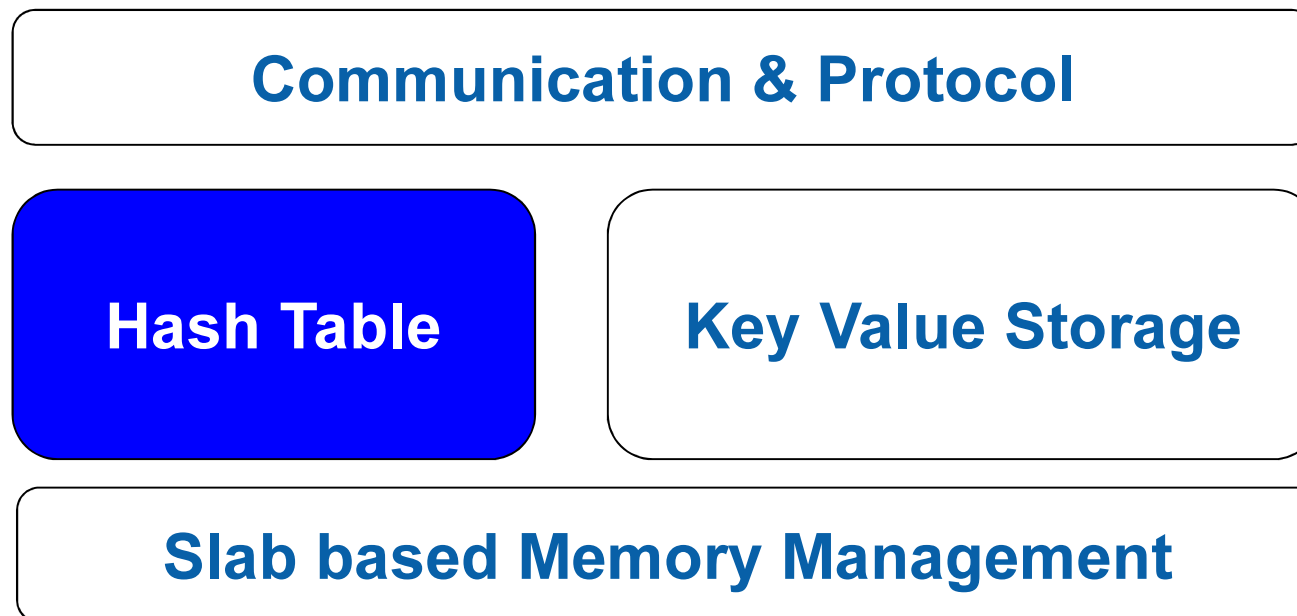 Communication & Protocol
Hash Table
Key Value Storage
Slab based Memory Management